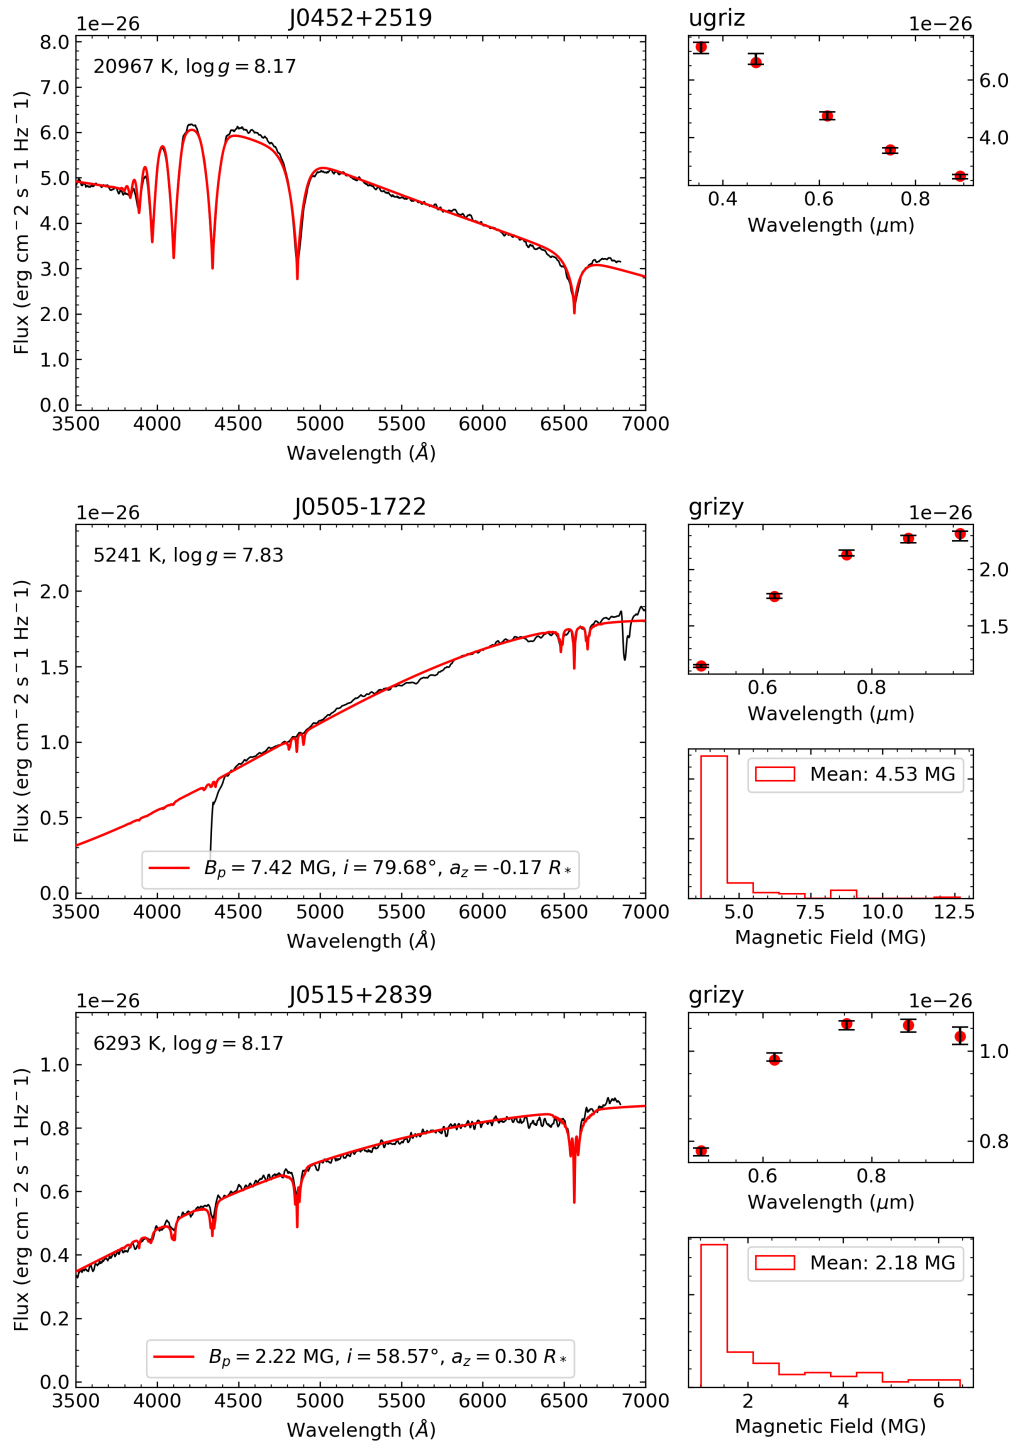 J0452+2519
1e−26
20967 K, log g = 8.17
8.0
7.0
6.0
5.0
4.0
3.0
2.0
1.0
0.0
3500 4000 4500 5000 5500 6000 6500 7000
Wavelength (Å)
Flux (erg cm−2 s−1 Hz−1)
ugriz
1e−26
6.0
4.0
0.4 0.6 0.8
Wavelength (μm)
J0505-1722
1e−26
5241 K, log g = 7.83
2.0
1.5
1.0
0.5
0.0
B_p = 7.42 MG, i = 79.68°, a_z = -0.17 R_*
3500 4000 4500 5000 5500 6000 6500 7000
Wavelength (Å)
Flux (erg cm−2 s−1 Hz−1)
grizy
1e−26
2.0
1.5
0.6 0.8
Wavelength (μm)
Mean: 4.53 MG
5.0 7.5 10.0 12.5
Magnetic Field (MG)
J0515+2839
1e−26
6293 K, log g = 8.17
1.0
0.8
0.6
0.4
0.2
0.0
B_p = 2.22 MG, i = 58.57°, a_z = 0.30 R_*
3500 4000 4500 5000 5500 6000 6500 7000
Wavelength (Å)
Flux (erg cm−2 s−1 Hz−1)
grizy
1e−26
1.0
0.8
0.6 0.8
Wavelength (μm)
Mean: 2.18 MG
2 4 6
Magnetic Field (MG)